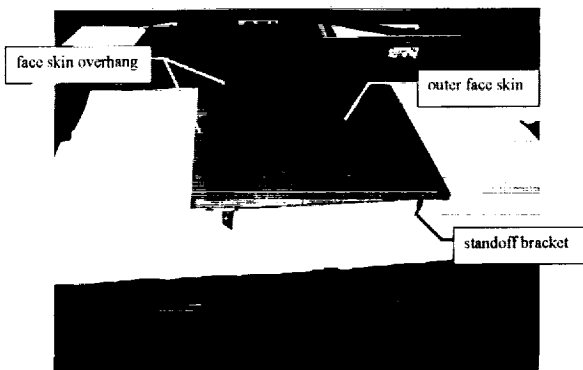 face skin overhang
outer face skin
standoff bracket